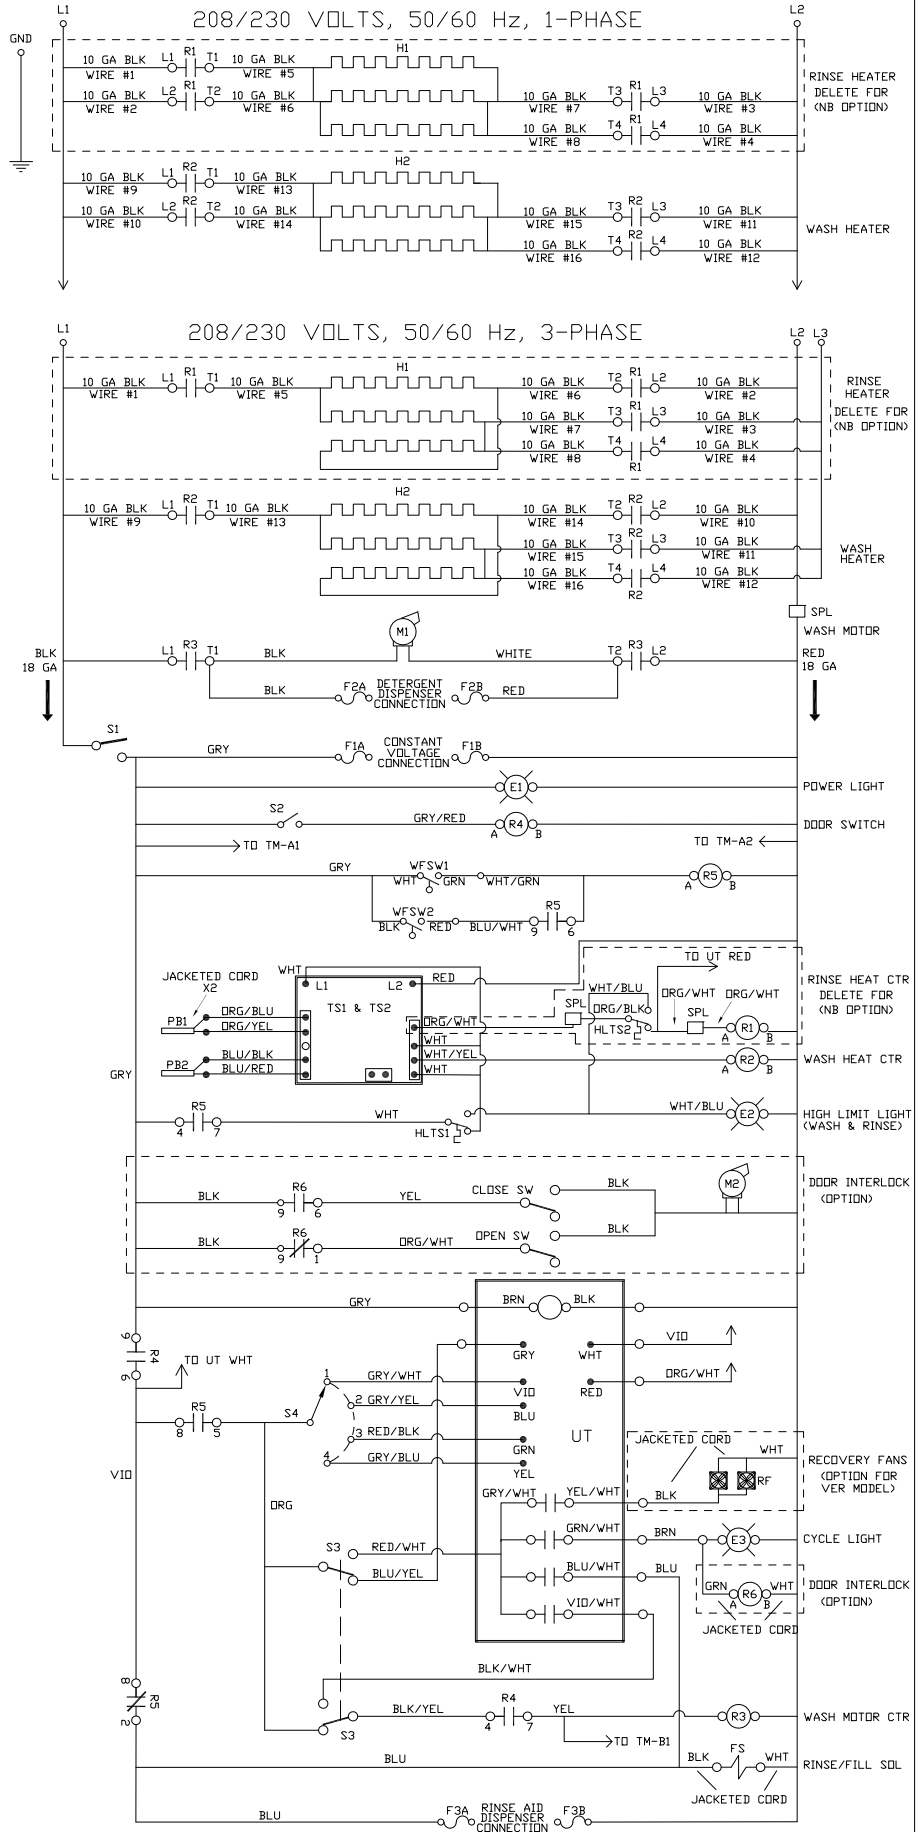 208/230 VOLTS, 50/60 Hz, 1-PHASE
L1
L2
GND
H1
10 GA BLK L1 R1 T1 10 GA BLK
WIRE #1 WIRE #5
10 GA BLK L2 R1 T2 10 GA BLK 10 GA BLK T3 R1 L3 10 GA BLK
WIRE #2 WIRE #6 WIRE #7 WIRE #3
10 GA BLK T4 R1 L4 10 GA BLK
WIRE #8 WIRE #4
RINSE HEATER
DELETE FOR
(NB OPTION)
H2
10 GA BLK L1 R2 T1 10 GA BLK
WIRE #9 WIRE #13
10 GA BLK L2 R2 T2 10 GA BLK 10 GA BLK T3 R2 L3 10 GA BLK
WIRE #10 WIRE #14 WIRE #15 WIRE #11
10 GA BLK T4 R2 L4 10 GA BLK
WIRE #16 WIRE #12
WASH HEATER
208/230 VOLTS, 50/60 Hz, 3-PHASE
L1
L2 L3
H1
10 GA BLK L1 R1 T1 10 GA BLK 10 GA BLK T2 R1 L2 10 GA BLK
WIRE #1 WIRE #5 WIRE #6 WIRE #2
10 GA BLK T3 R1 L3 10 GA BLK
WIRE #7 WIRE #3
10 GA BLK T4 L4 10 GA BLK
WIRE #8 R1 WIRE #4
RINSE
HEATER
DELETE FOR
(NB OPTION)
H2
10 GA BLK L1 R2 T1 10 GA BLK 10 GA BLK T2 R2 L2 10 GA BLK
WIRE #9 WIRE #13 WIRE #14 WIRE #10
10 GA BLK T3 R2 L3 10 GA BLK
WIRE #15 WIRE #11
10 GA BLK T4 L4 10 GA BLK
WIRE #16 R2 WIRE #12
WASH
HEATER
SPL
M1
WASH MOTOR
BLK
18 GA
R3 T1 BLK WHITE T2 R3 L2
L1
RED
18 GA
BLK F2A DETERGENT
DISPENSER
CONNECTION
F2B RED
S1
GRY F1A CONSTANT
VOLTAGE
CONNECTION
F1B
E1
POWER LIGHT
S2
GRY/RED A R4 B
DOOR SWITCH
TO TM-A1
TO TM-A2
GRY WFSW1
WHT GRN WHT/GRN
A R5 B
WFSW2
BLK RED BLU/WHT 9 R5 6
JACKETED CORD
X2
WHT
L1 L2
RED
TS1 & TS2
PB1
ORG/BLU
ORG/YEL
PB2
BLU/BLK
BLU/RED
ORG/WHT
WHT
WHT/YEL
WHT
TO UT RED
WHT/BLU
SPL
ORG/BLK
HLTS2
ORG/WHT
SPL
ORG/WHT
A R1 B
RINSE HEAT CTR
DELETE FOR
(NB OPTION)
A R2 B
WASH HEAT CTR
GRY
4 R5 7 WHT HLTS1
WHT/BLU E2
HIGH LIMIT LIGHT
(WASH & RINSE)
BLK 9 R6 6 YEL CLOSE SW BLK
M2
DOOR INTERLOCK
(OPTION)
BLK 9 R6 1 ORG/WHT OPEN SW BLK
GRY BRN BLK
9 R4 6
TO UT WHT
GRY WHT VIO
VIO RED ORG/WHT
BLU
GRN
YEL
UT
8 R5 5
S4
1 GRY/WHT
2 GRY/YEL
3 RED/BLK
4 GRY/BLU
VIO
ORG
JACKETED CORD
WHT
RF
RECOVERY FANS
(OPTION FOR
VER MODEL)
GRY/WHT YEL/WHT BLK
GRN/WHT BRN E3
CYCLE LIGHT
S3
RED/WHT
BLU/YEL
BLU/WHT BLU
VIO/WHT
GRN A R6 B WHT
DOOR INTERLOCK
(OPTION)
JACKETED CORD
BLK/WHT
8 R5 2
S3
BLK/YEL 4 R4 7 YEL
R3
WASH MOTOR CTR
TO TM-B1
BLU
BLK FS WHT
RINSE/FILL SOL
JACKETED CORD
BLU F3A RINSE AID
DISPENSER
CONNECTION
F3B